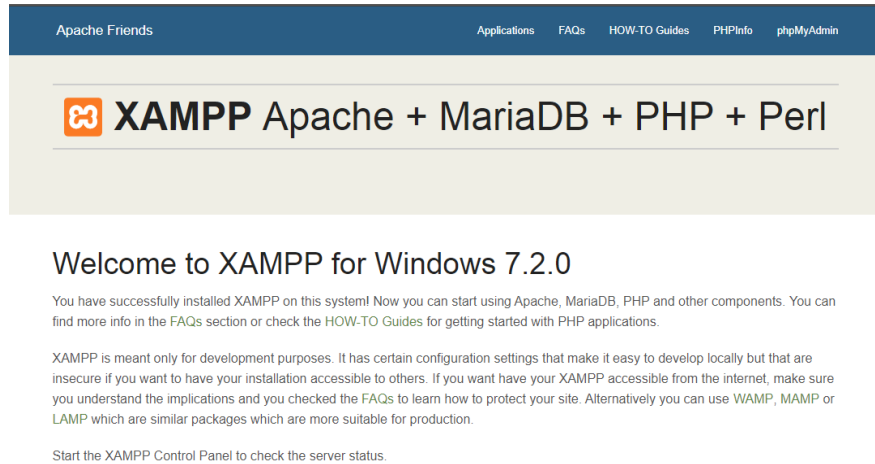 Apache Friends
Applications FAQs HOW-TO Guides PHPInfo phpMyAdmin
XAMPP Apache + MariaDB + PHP + Perl
Welcome to XAMPP for Windows 7.2.0
You have successfully installed XAMPP on this system! Now you can start using Apache, MariaDB, PHP and other components. You can
find more info in the FAQs section or check the HOW-TO Guides for getting started with PHP applications.
XAMPP is meant only for development purposes. It has certain configuration settings that make it easy to develop locally but that are
insecure if you want to have your installation accessible to others. If you want have your XAMPP accessible from the internet, make sure
you understand the implications and you checked the FAQs to learn how to protect your site. Alternatively you can use WAMP, MAMP or
LAMP which are similar packages which are more suitable for production.
Start the XAMPP Control Panel to check the server status.